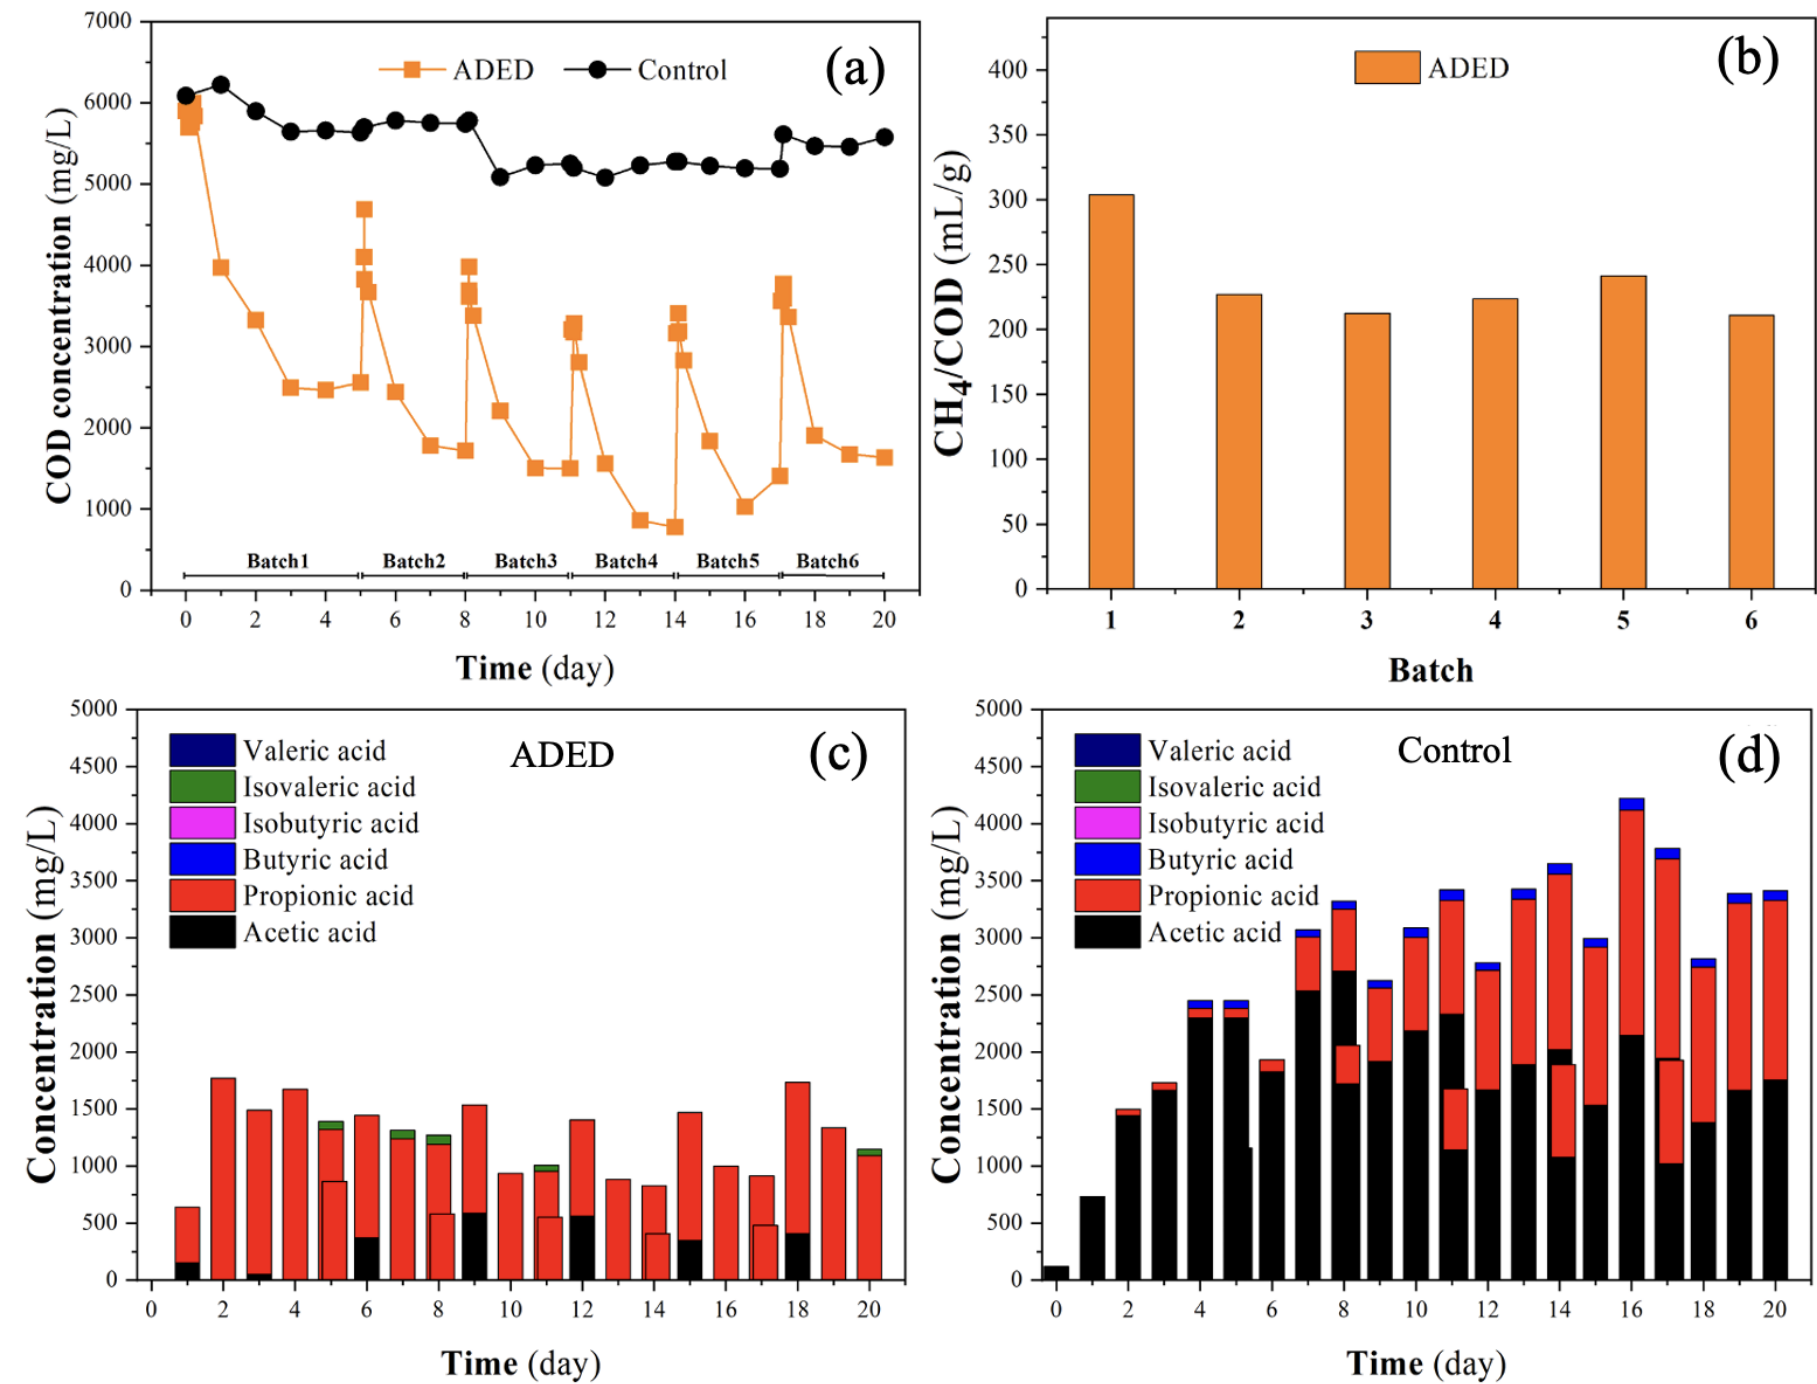 7000
6000
5000
4000
3000
2000
1000
0
COD concentration (mg/L)
ADED
Control
(a)
Batch1
Batch2
Batch3
Batch4
Batch5
Batch6
0 2 4 6 8 10 12 14 16 18 20
Time (day)
400
350
300
250
200
150
100
50
0
CH4/COD (mL/g)
ADED
(b)
1 2 3 4 5 6
Batch
5000
4500
4000
3500
3000
2500
2000
1500
1000
500
0
Concentration (mg/L)
Valeric acid
Isovaleric acid
Isobutyric acid
Butyric acid
Propionic acid
Acetic acid
ADED
(c)
0 2 4 6 8 10 12 14 16 18 20
Time (day)
5000
4500
4000
3500
3000
2500
2000
1500
1000
500
0
Concentration (mg/L)
Valeric acid
Isovaleric acid
Isobutyric acid
Butyric acid
Propionic acid
Acetic acid
Control
(d)
0 2 4 6 8 10 12 14 16 18 20
Time (day)